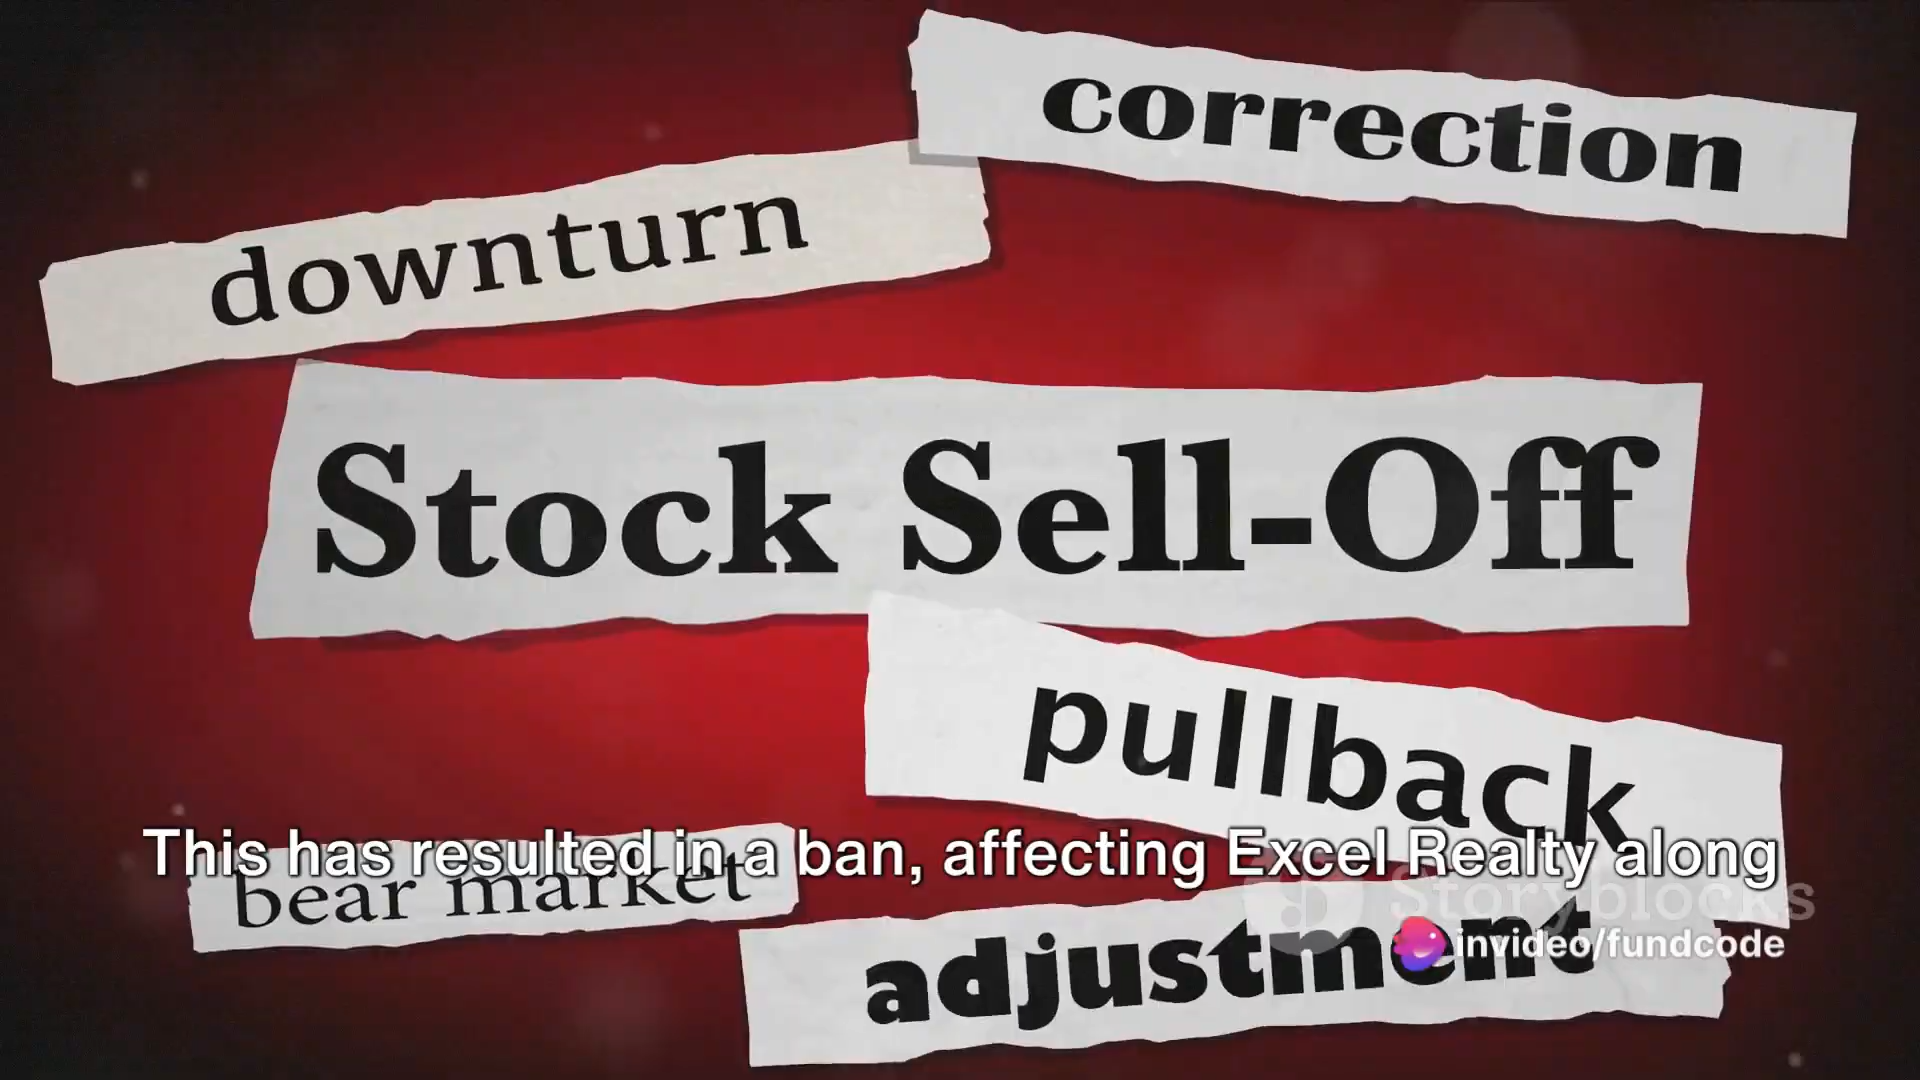 correction
downturn
Stock Sell-Off
pullback
This has resulted in a ban, affecting Excel Realty along
bear market
Storyblocks
adjustment
invideo/fundcode